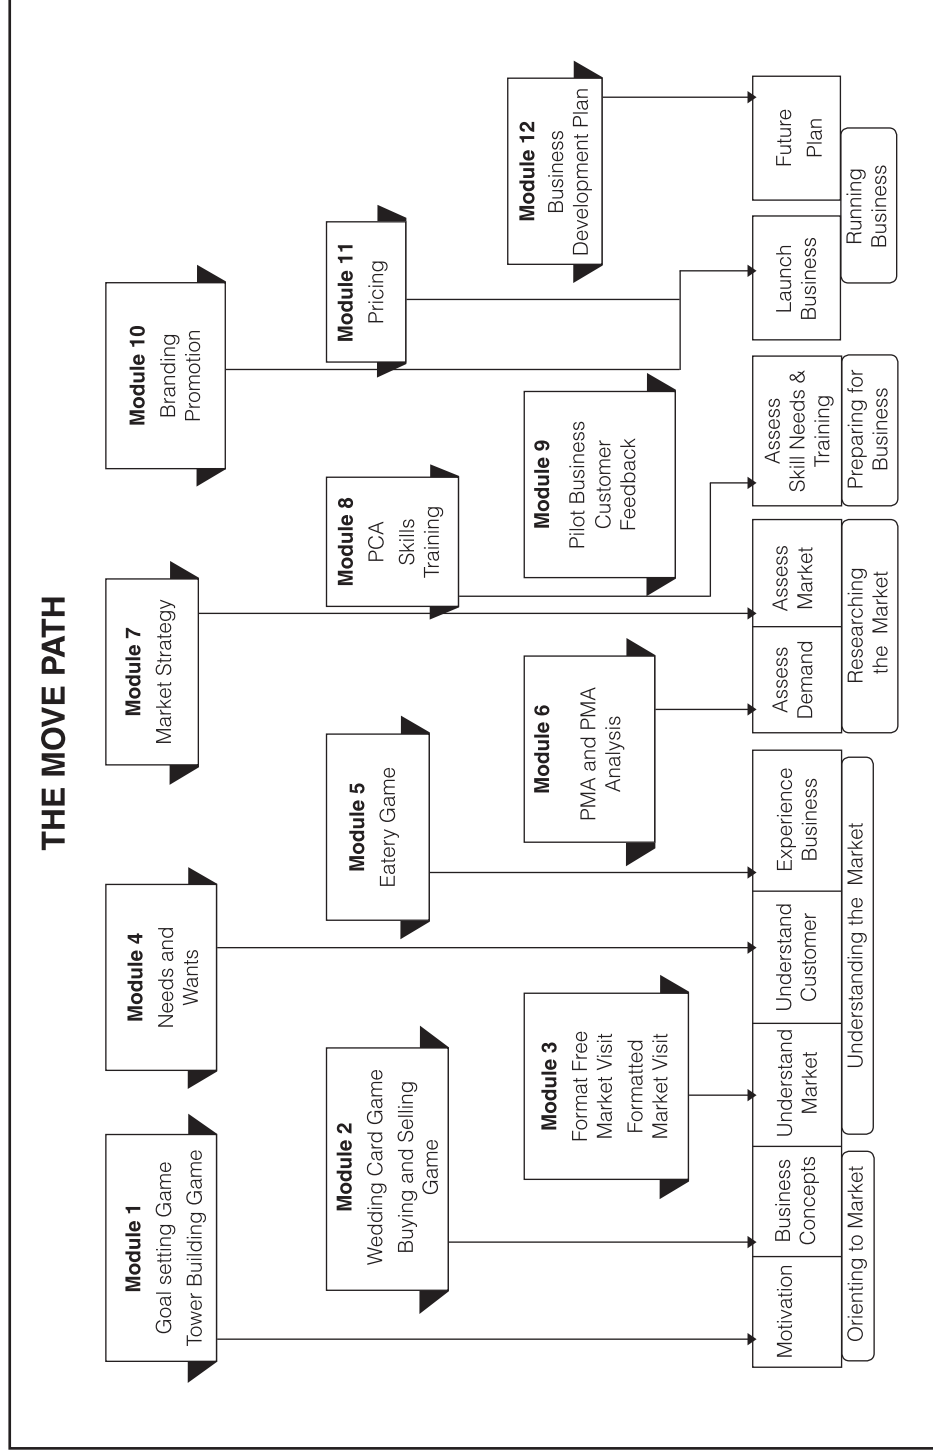 THE MOVE PATH
Module 1
Goal setting Game
Tower Building Game
Module 4
Needs and
Wants
Module 7
Market Strategy
Module 10
Branding
Promotion
Module 2
Wedding Card Game
Buying and Selling
Game
Module 5
Eatery Game
Module 8
PCA
Skills
Training
Module 11
Pricing
Module 3
Format Free
Market Visit
Formatted
Market Visit
Module 6
PMA and PMA
Analysis
Module 9
Pilot Business
Customer
Feedback
Module 12
Business
Development Plan
Motivation
Business
Concepts
Understand
Market
Understand
Customer
Experience
Business
Assess
Demand
Assess
Market
Assess
Skill Needs &
Training
Launch
Business
Future
Plan
Orienting to Market
Understanding the Market
Researching
the Market
Preparing for
Business
Running
Business